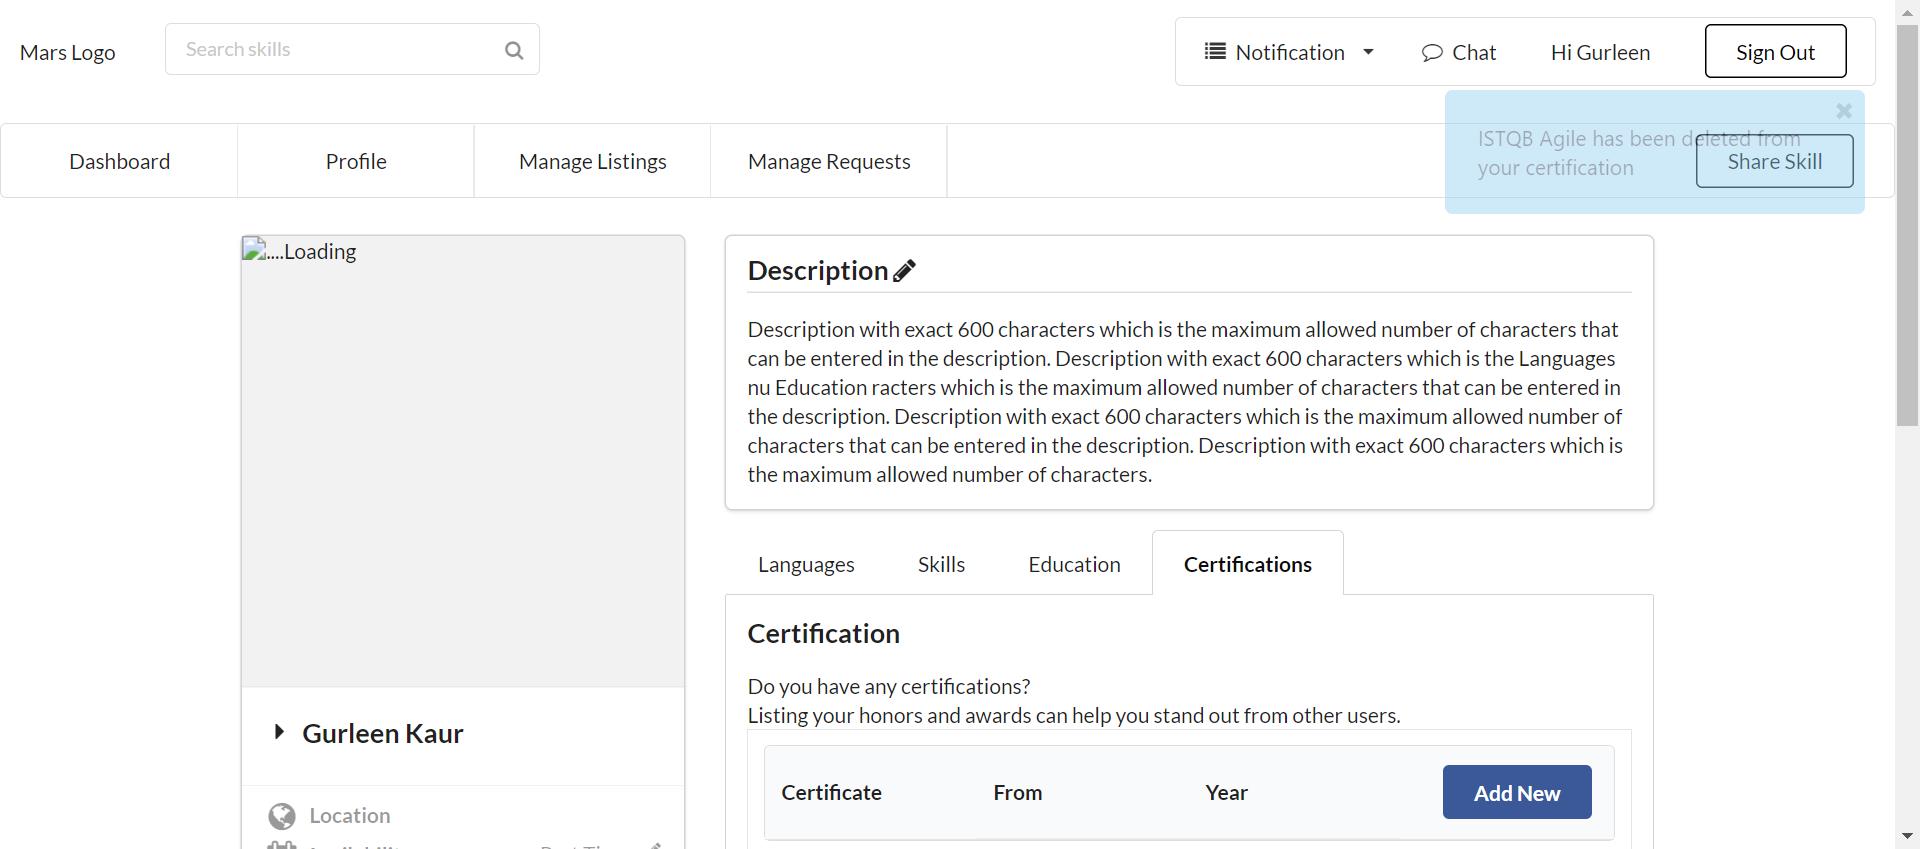 Mars Logo
Search skills
Notification
Chat
Hi Gurleen
Sign Out
ISTQB Agile has been deleted from
your certification
Dashboard
Profile
Manage Listings
Manage Requests
Share Skill
....Loading
Description
Description with exact 600 characters which is the maximum allowed number of characters that
can be entered in the description. Description with exact 600 characters which is the Languages
nu Education racters which is the maximum allowed number of characters that can be entered in
the description. Description with exact 600 characters which is the maximum allowed number of
characters that can be entered in the description. Description with exact 600 characters which is
the maximum allowed number of characters.
Languages
Skills
Education
Certifications
Certification
Do you have any certifications?
Listing your honors and awards can help you stand out from other users.
Certificate
From
Year
Add New
Gurleen Kaur
Location